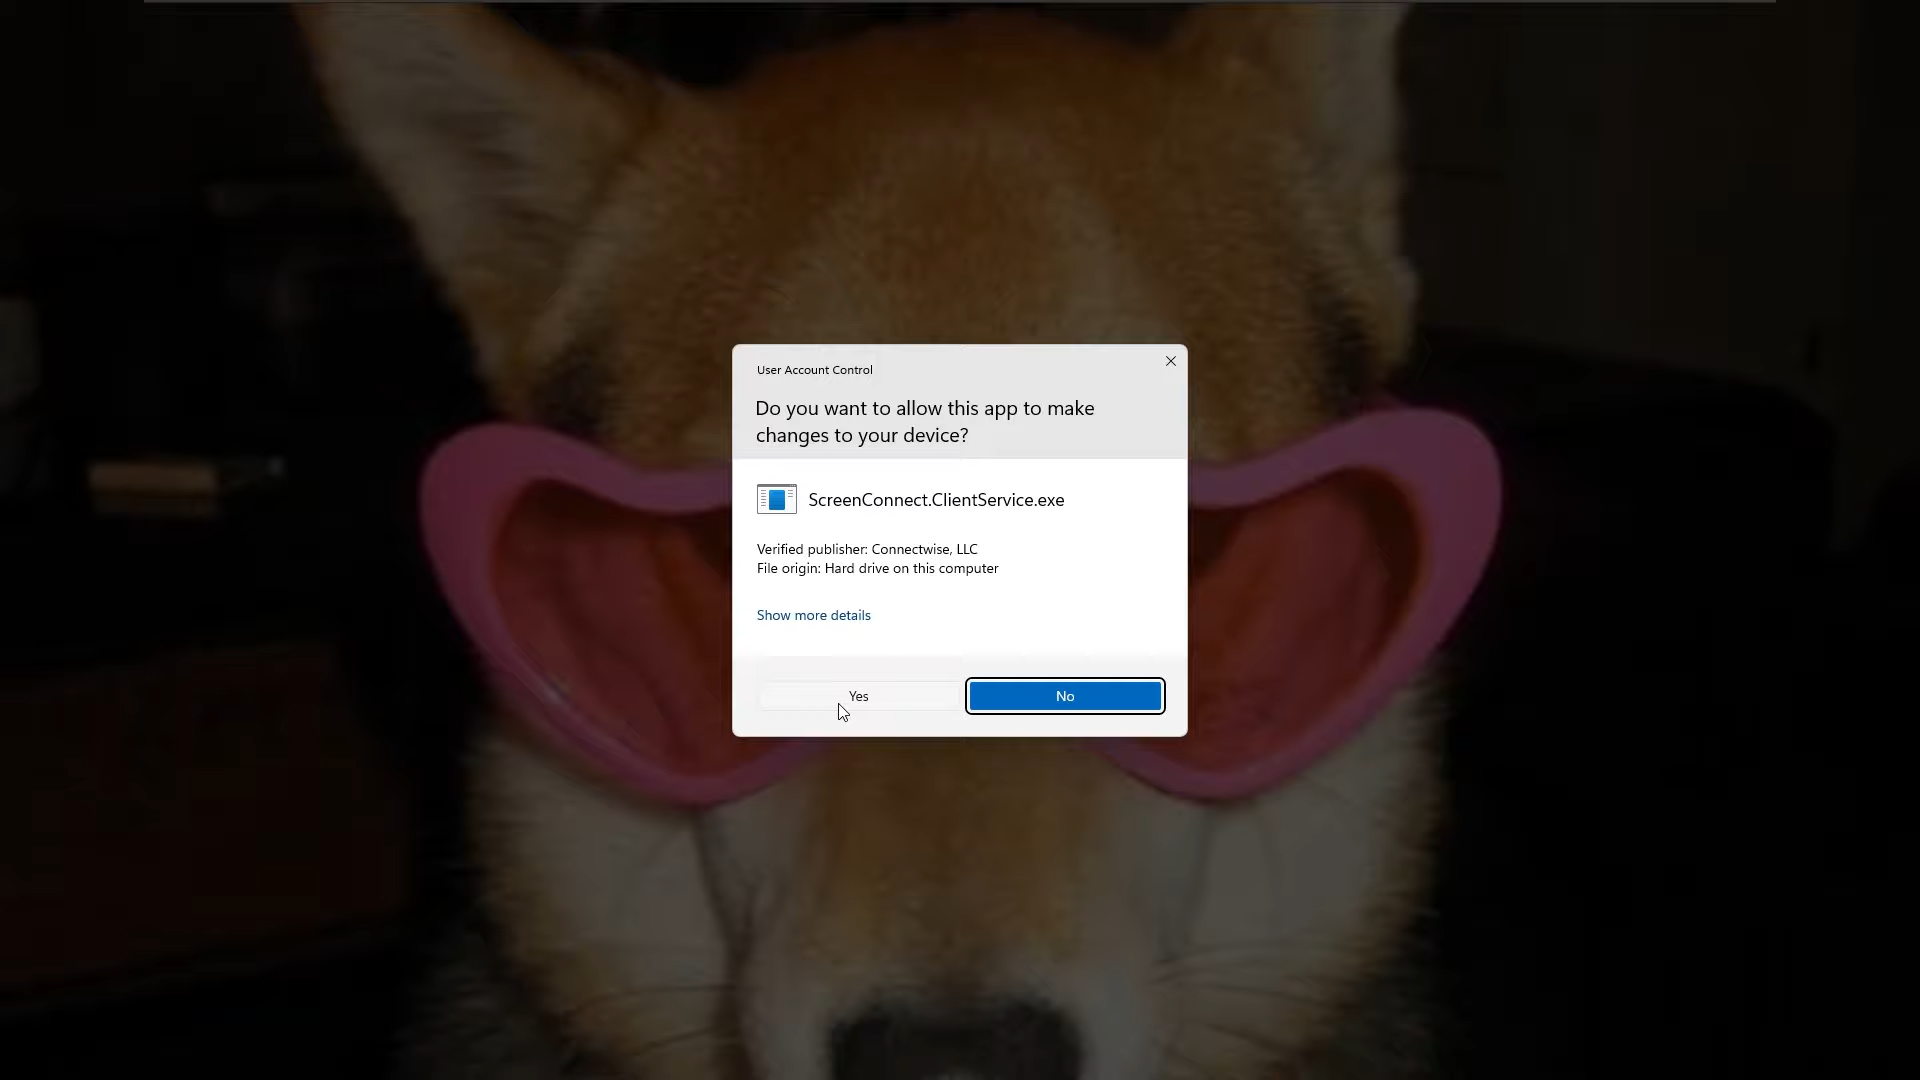 User Account Control
Do you want to allow this app to make
changes to your device?
ScreenConnect.ClientService.exe
Verified publisher: Connectwise, LLC
File origin: Hard drive on this computer
Show more details
Yes
No